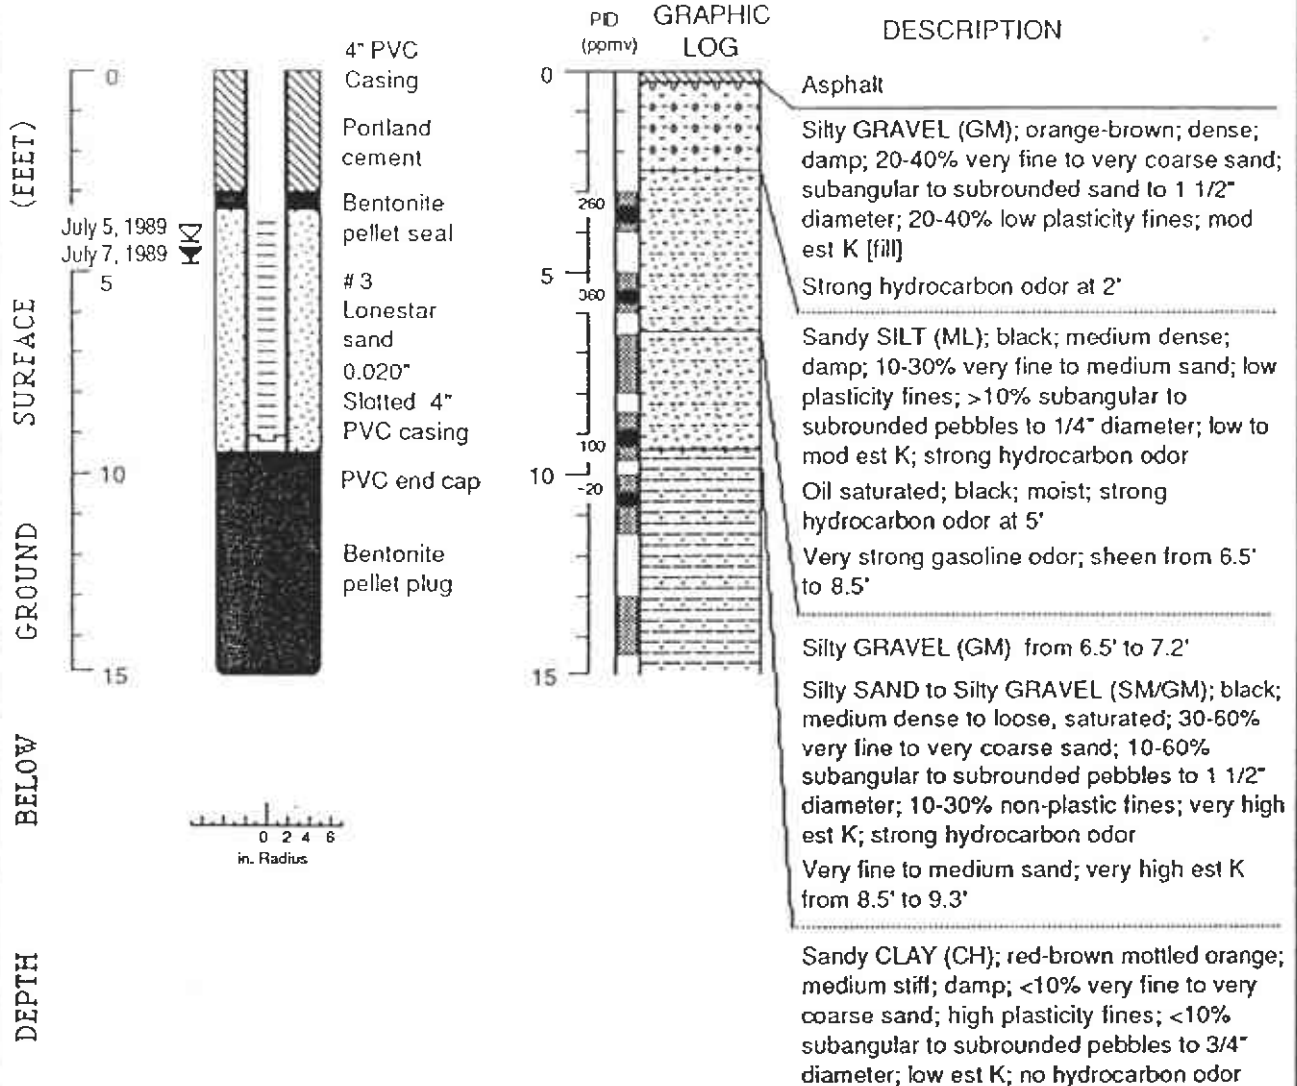 DEPTH BELOW GROUND SURFACE (FEET)
0
5
10
15
July 5, 1989
July 7, 1989
4" PVC
Casing
Portland
cement
Bentonite
pellet seal
#3
Lonestar
sand
0.020"
Slotted 4"
PVC casing
PVC end cap
Bentonite
pellet plug
0 2 4 6
in. Radius
PID
(ppmv)
GRAPHIC
LOG
0
260
5
360
100
10
~20
15
DESCRIPTION
Asphalt
Silty GRAVEL (GM); orange-brown; dense;
damp; 20-40% very fine to very coarse sand;
subangular to subrounded sand to 1 1/2"
diameter; 20-40% low plasticity fines; mod
est K [fill]
Strong hydrocarbon odor at 2'
Sandy SILT (ML); black; medium dense;
damp; 10-30% very fine to medium sand; low
plasticity fines; >10% subangular to
subrounded pebbles to 1/4" diameter; low to
mod est K; strong hydrocarbon odor
Oil saturated; black; moist; strong
hydrocarbon odor at 5'
Very strong gasoline odor; sheen from 6.5'
to 8.5'
Silty GRAVEL (GM) from 6.5' to 7.2'
Silty SAND to Silty GRAVEL (SM/GM); black;
medium dense to loose, saturated; 30-60%
very fine to very coarse sand; 10-60%
subangular to subrounded pebbles to 1 1/2"
diameter; 10-30% non-plastic fines; very high
est K; strong hydrocarbon odor
Very fine to medium sand; very high est K
from 8.5' to 9.3'
Sandy CLAY (CH); red-brown mottled orange;
medium stiff; damp; <10% very fine to very
coarse sand; high plasticity fines; <10%
subangular to subrounded pebbles to 3/4"
diameter; low est K; no hydrocarbon odor